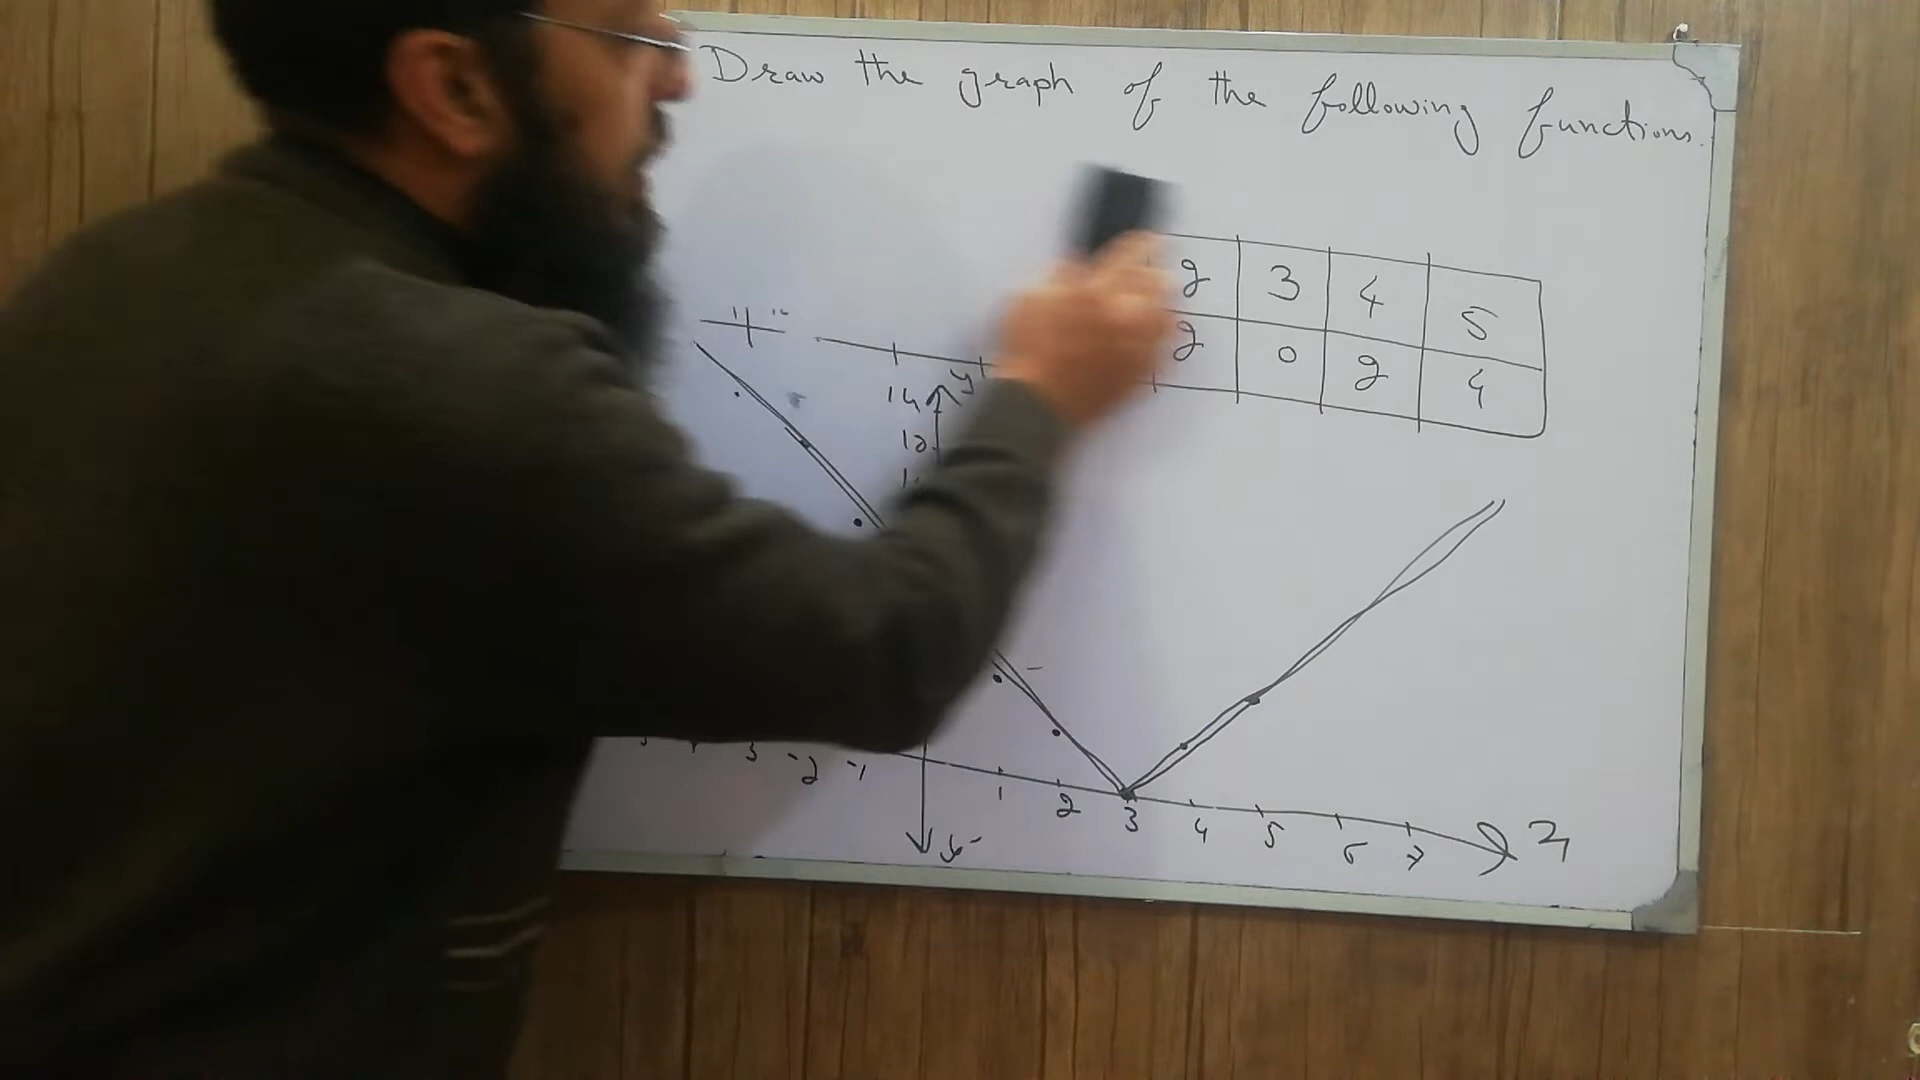 Draw the graph of the following functions.
2 3 4 5
2 0 2 4
y
14
12
-2 -1 1 2 3 4 5 6 7 x
y-